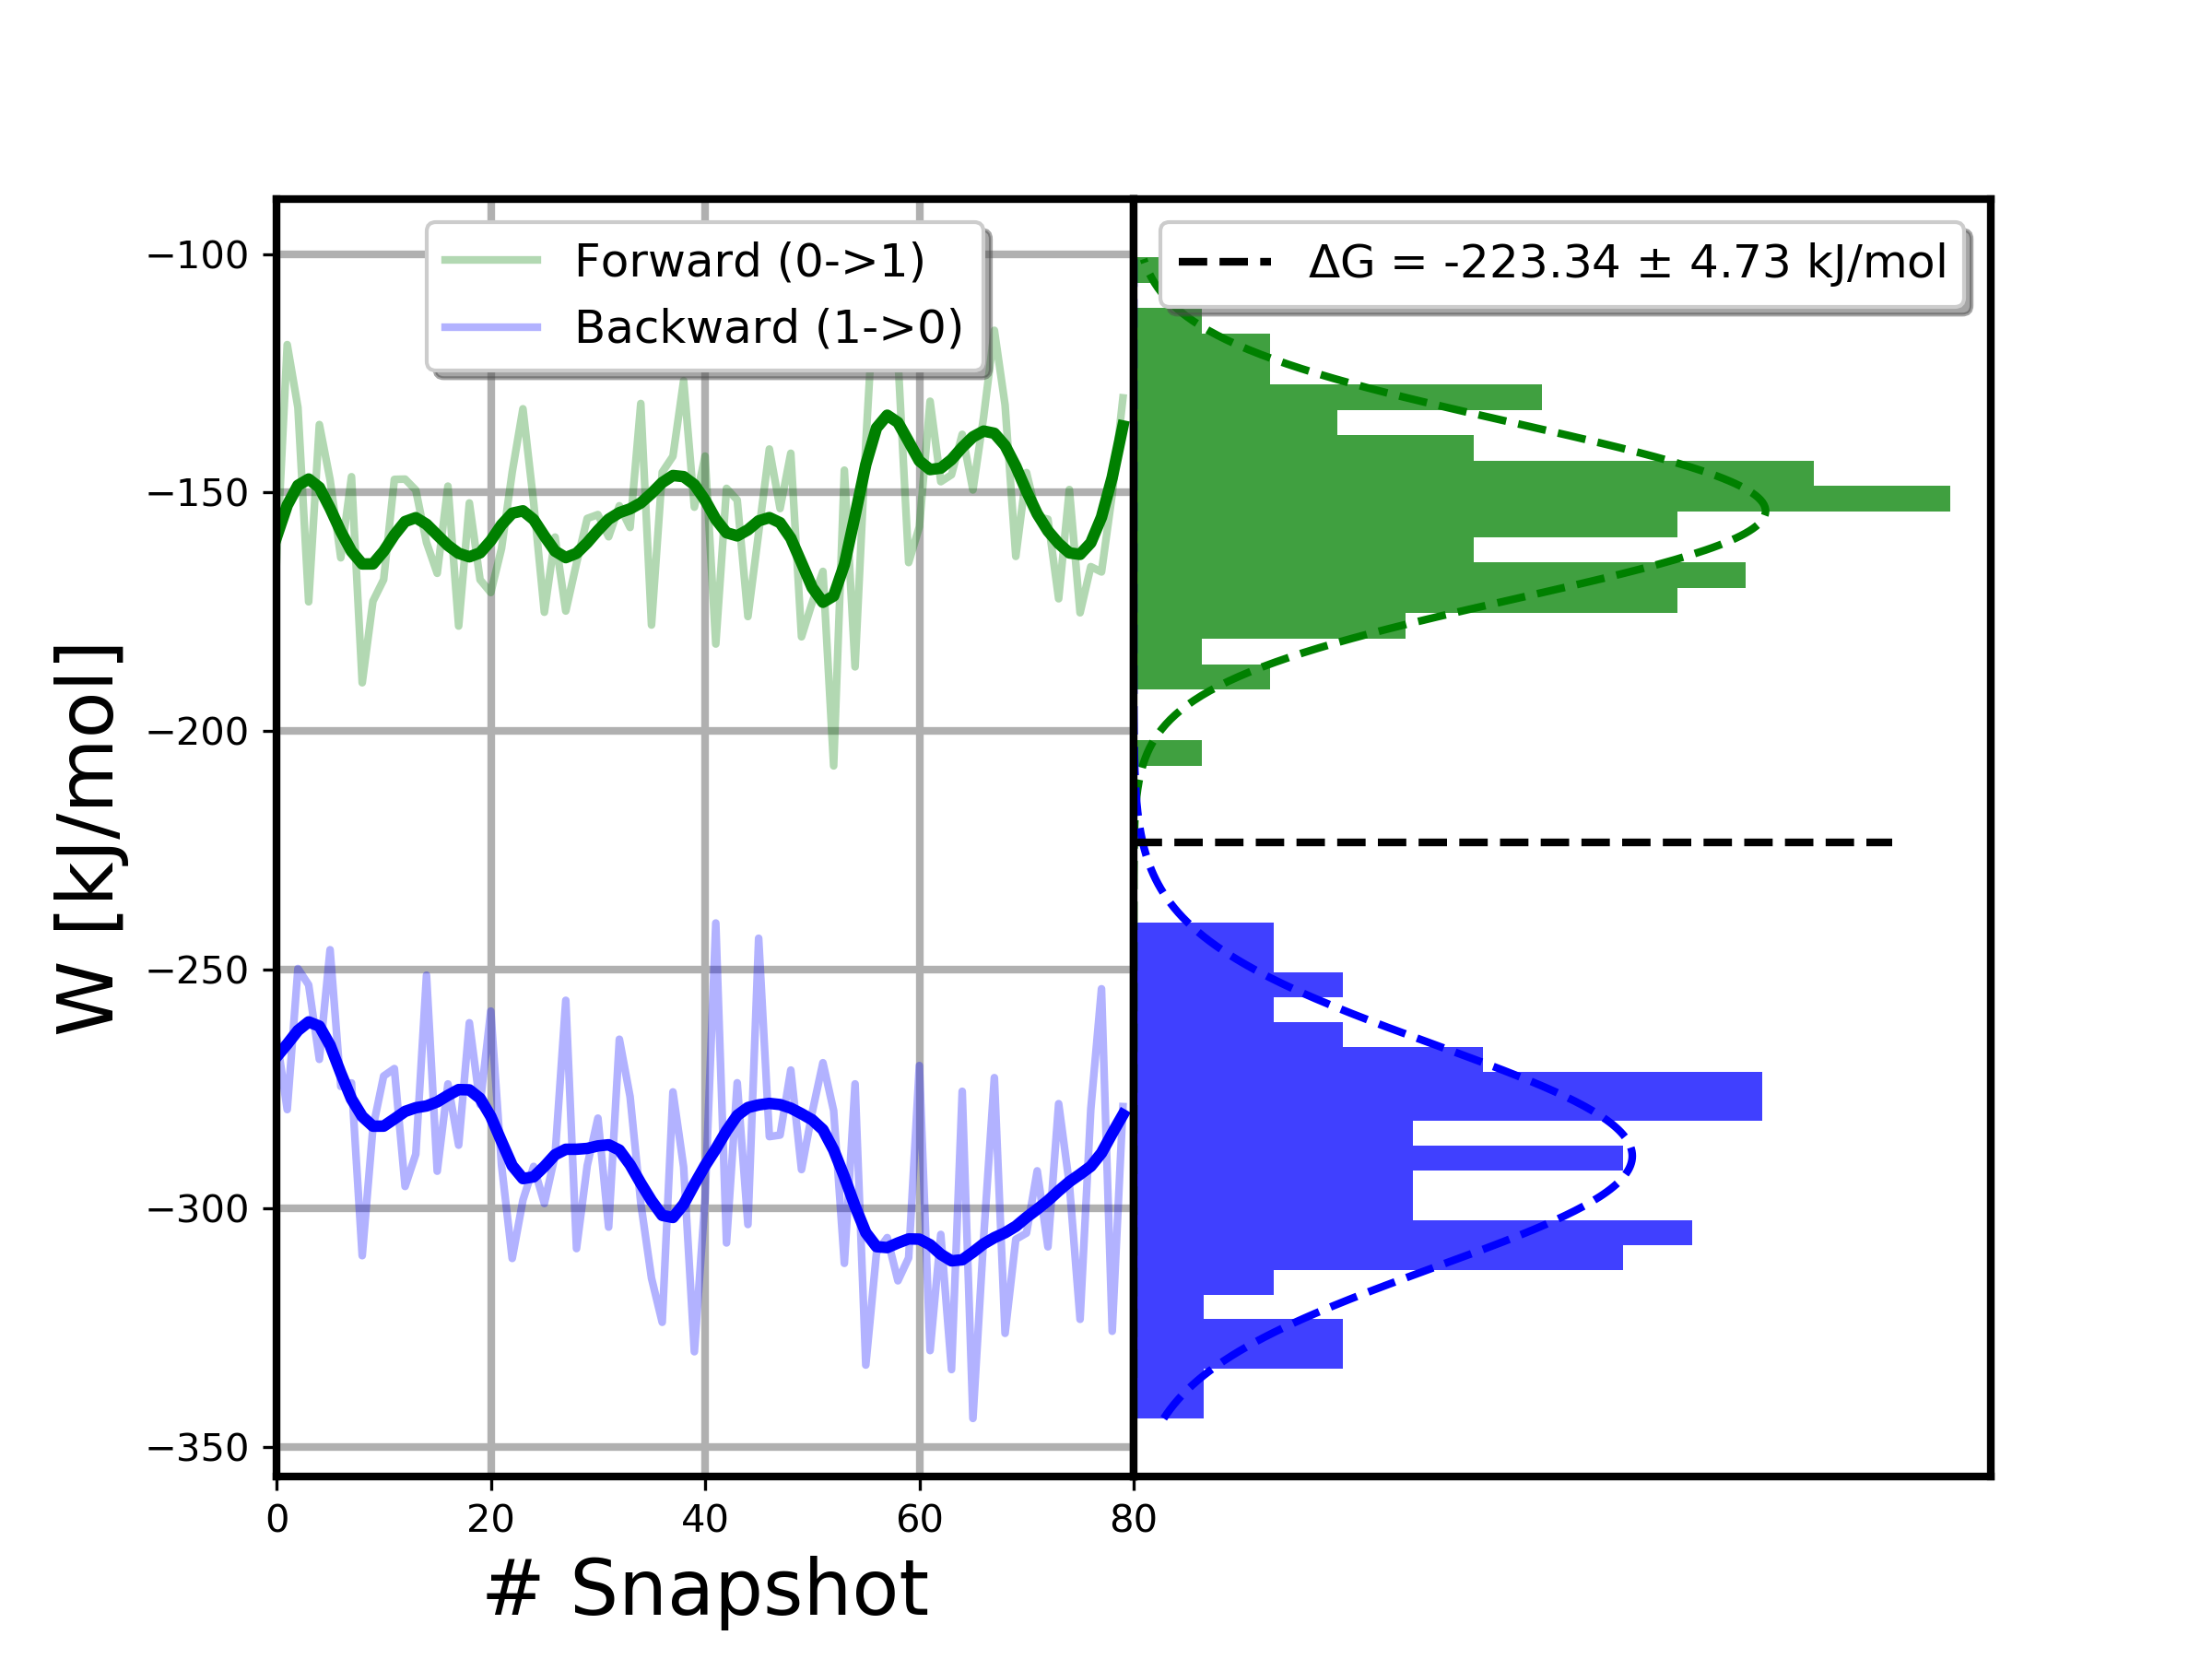 Forward (0->1)
Backward (1->0)
ΔG = -223.34 ± 4.73 kJ/mol
W [kJ/mol]
−100
−150
−200
−250
−300
−350
0 20 40 60 80
# Snapshot